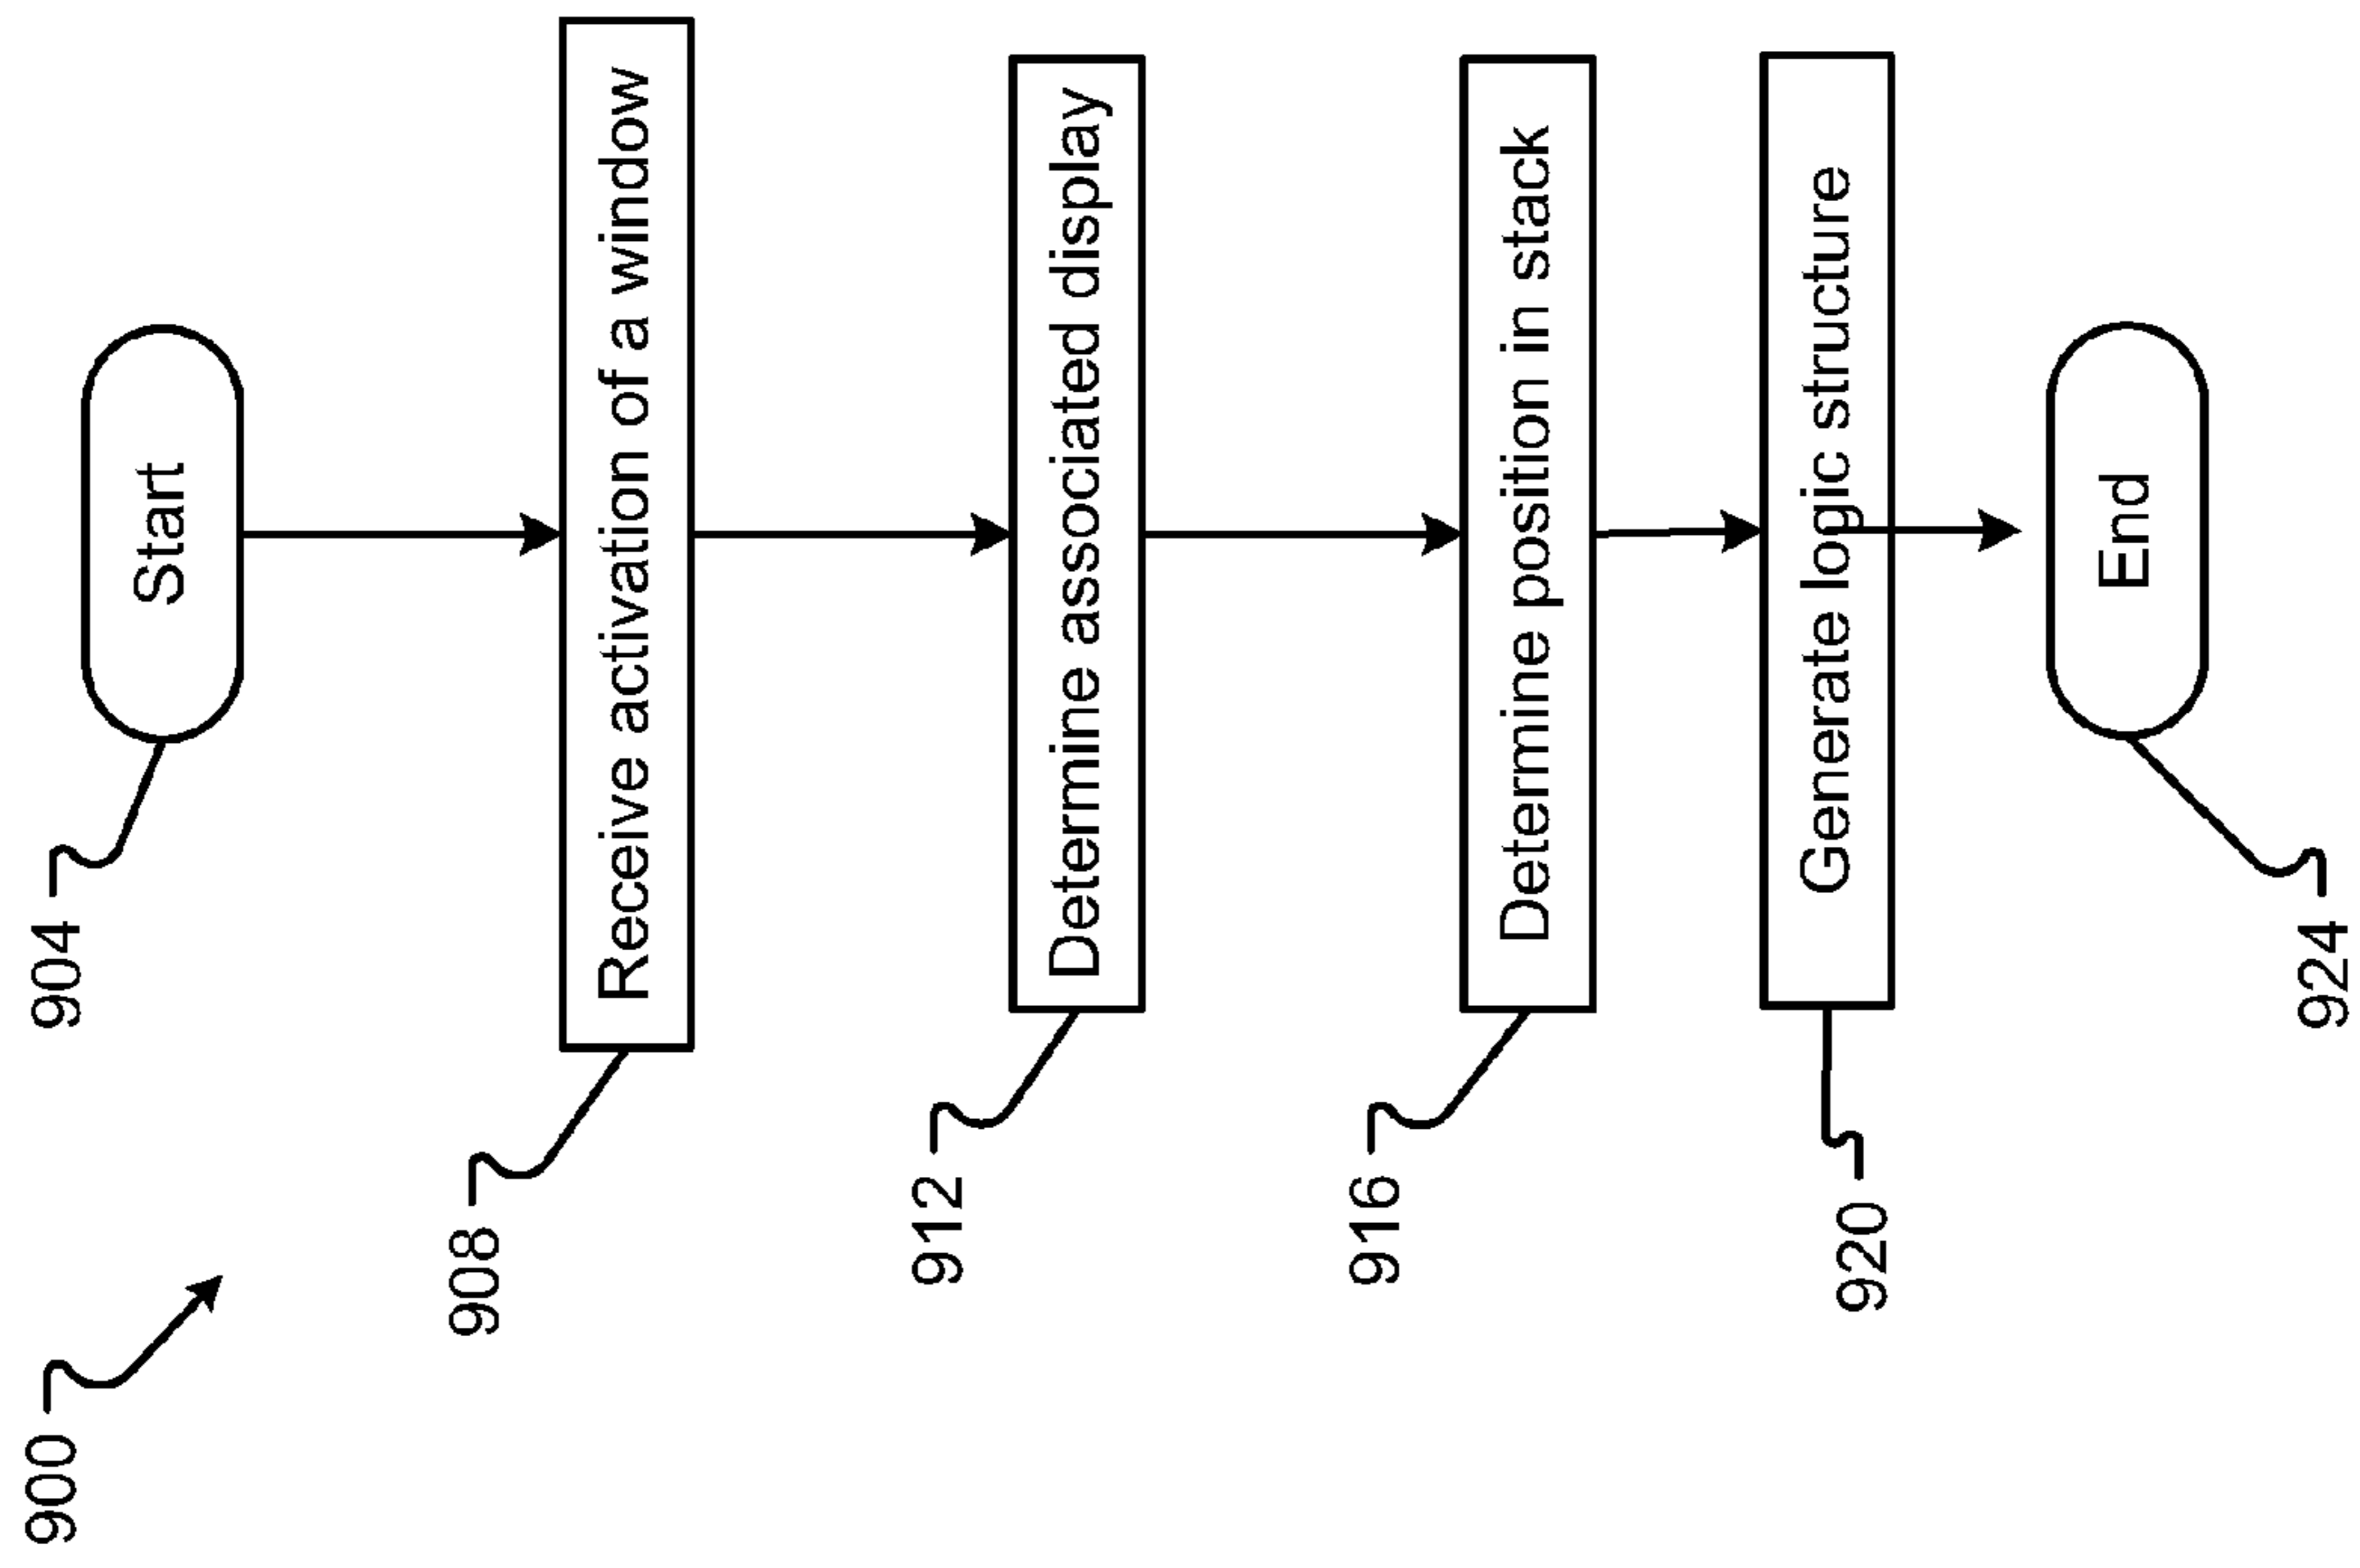 900
904
Start
908
Receive activation of a window
912
Determine associated display
916
Determine position in stack
920
Generate logic structure
924
End